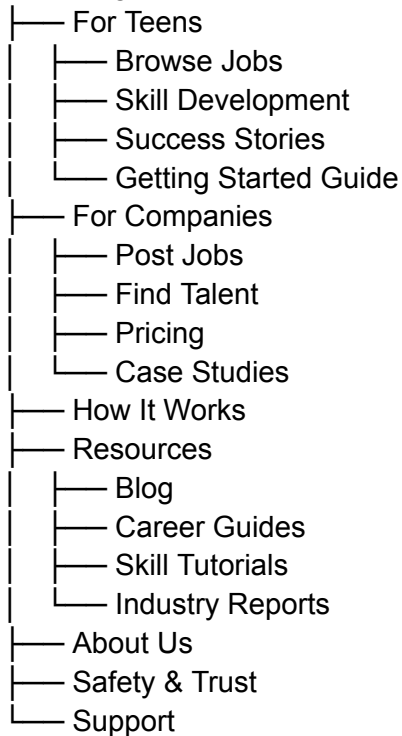 For Teens
Browse Jobs
Skill Development
Success Stories
Getting Started Guide
For Companies
Post Jobs
Find Talent
Pricing
Case Studies
How It Works
Resources
Blog
Career Guides
Skill Tutorials
Industry Reports
About Us
Safety & Trust
Support